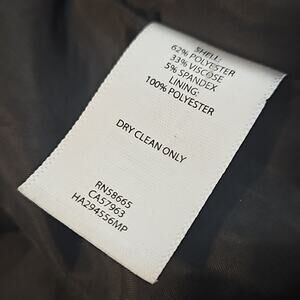 SHELL:
62% POLYESTER
33% VISCOSE
5% SPANDEX
LINING:
100% POLYESTER
DRY CLEAN ONLY
RN58665
CA57963
HA294556MP